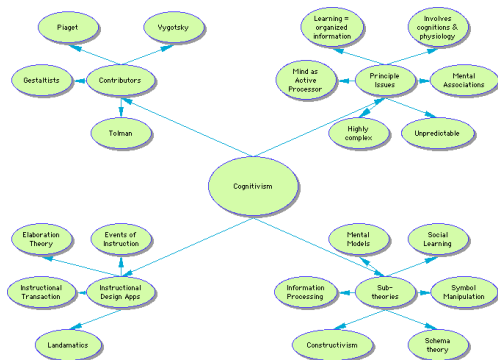 Piaget
Vygotsky
Gestaltists
Contributors
Tolman
Learning =
organized
information
Involves
cognitions &
physiology
Mind as
Active
Processor
Principle
Issues
Mental
Associations
Highly
complex
Unpredictable
Cognitivism
Elaboration
Theory
Events of
Instruction
Instructional
Transaction
Instructional
Design Apps
Landamatics
Mental
Models
Social
Learning
Information
Processing
Sub-
theories
Symbol
Manipulation
Constructivism
Schema
theory